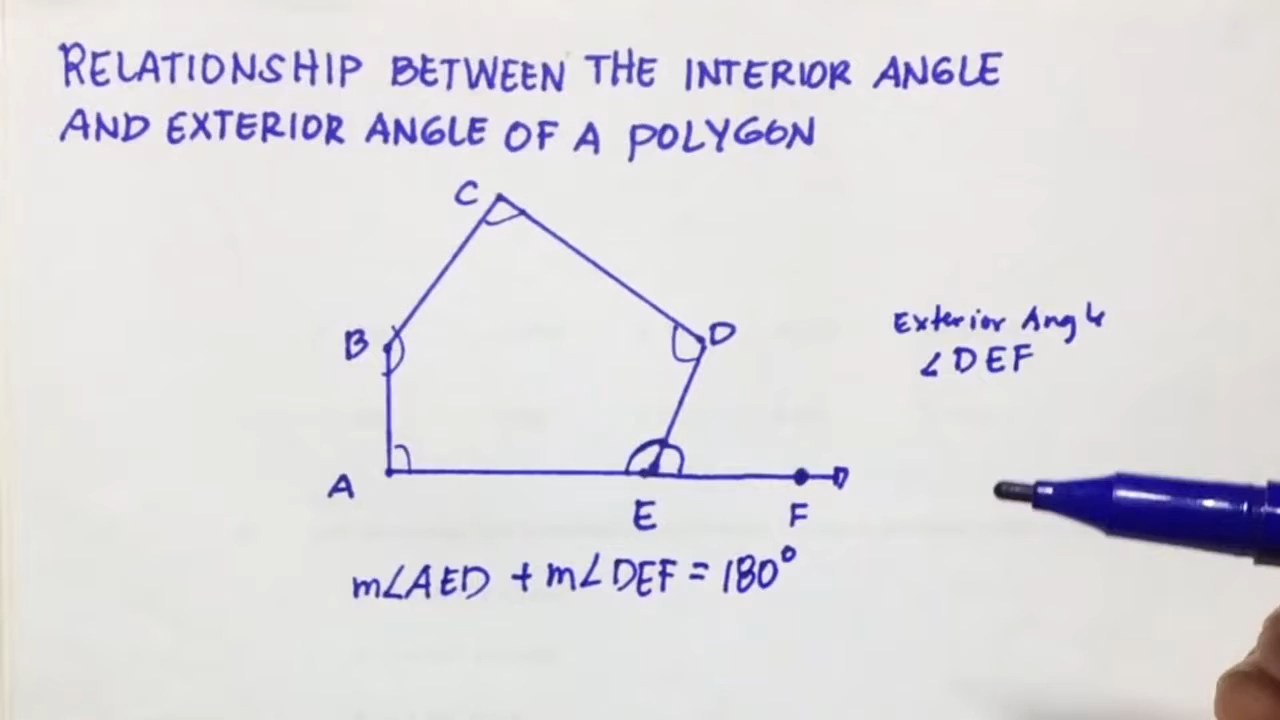 RELATIONSHIP BETWEEN THE INTERIOR ANGLE
AND EXTERIOR ANGLE OF A POLYGON
C
B
D
Exterior Angle
∠DEF
A
E
F
m∠AED + m∠DEF = 180°